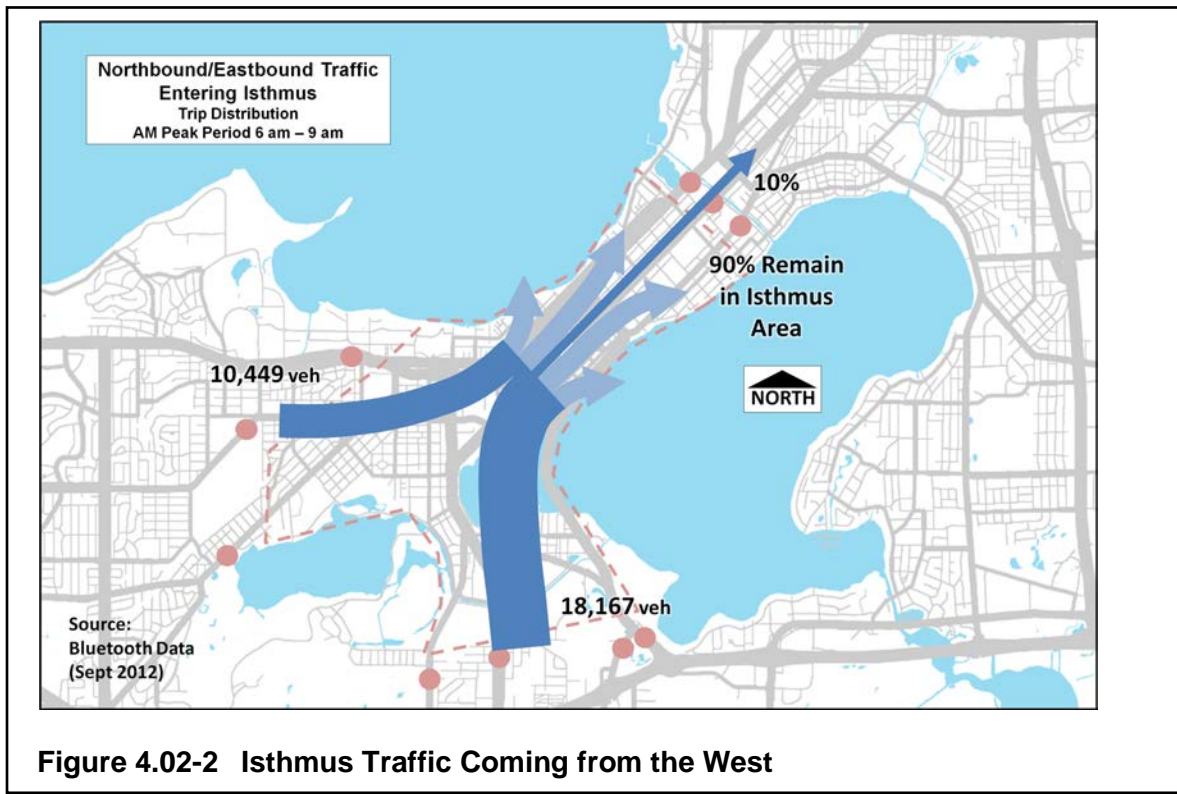 Northbound/Eastbound Traffic
Entering Isthmus
Trip Distribution
AM Peak Period 6 am – 9 am
10%
90% Remain
in Isthmus
Area
10,449 veh
NORTH
18,167 veh
Source:
Bluetooth Data
(Sept 2012)
Figure 4.02-2 Isthmus Traffic Coming from the West